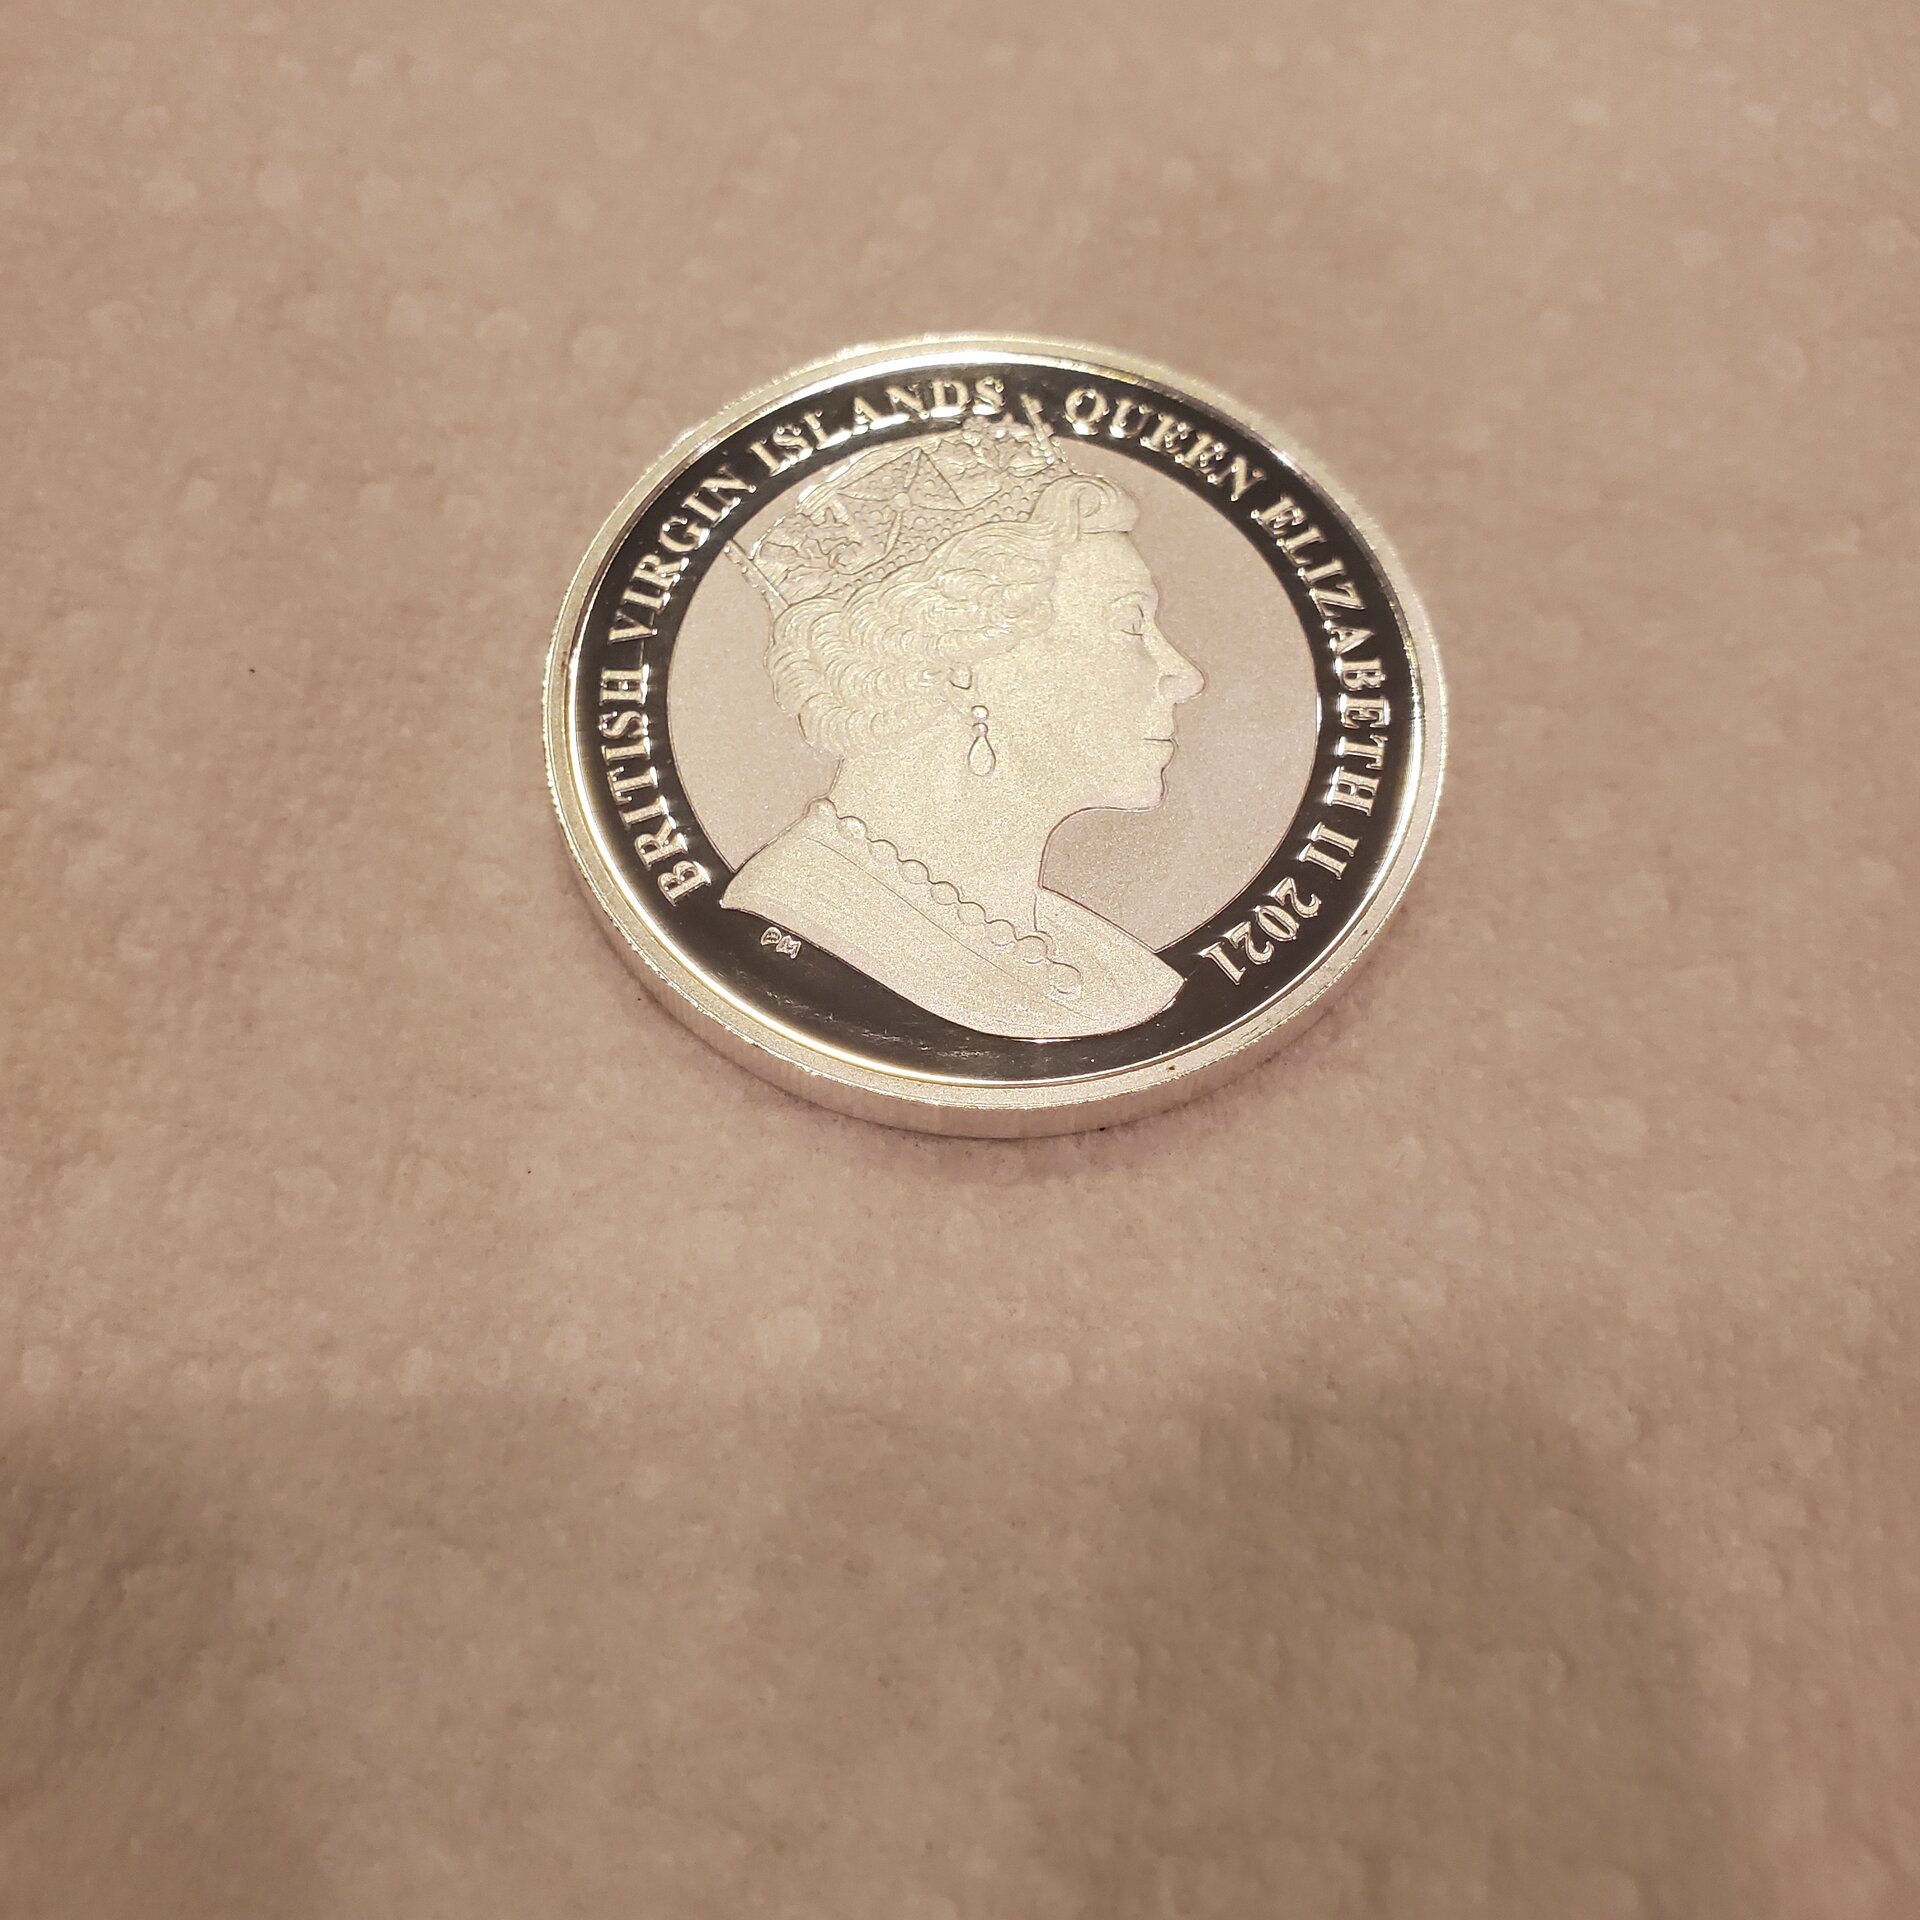 BRITISH VIRGIN ISLANDS QUEEN ELIZABETH II 2021
PM